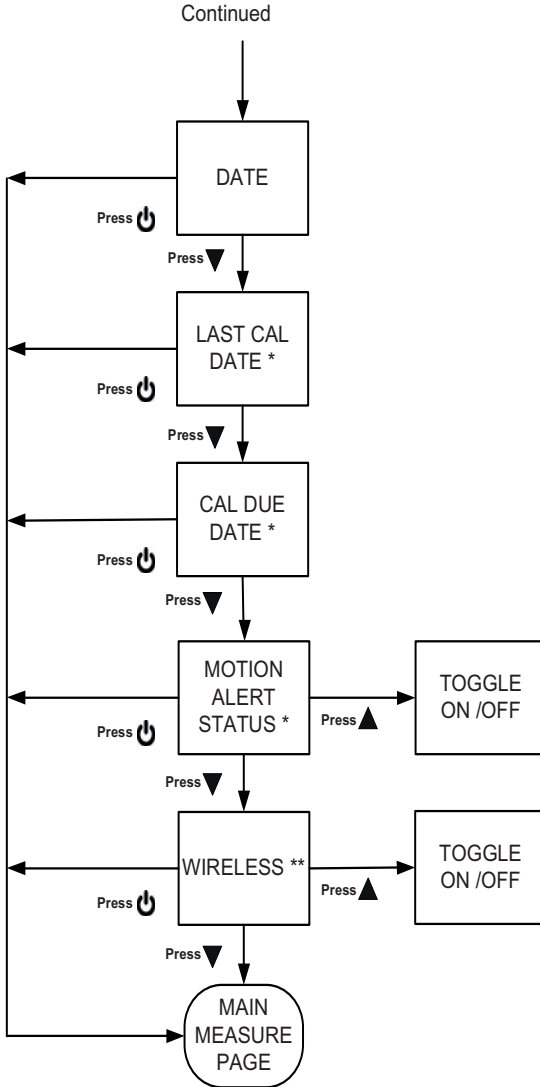 Continued
DATE
Press
Press
LAST CAL
DATE *
Press
Press
CAL DUE
DATE *
Press
Press
MOTION
ALERT
STATUS *
Press
Press
TOGGLE
ON /OFF
Press
WIRELESS **
Press
Press
TOGGLE
ON /OFF
Press
MAIN
MEASURE
PAGE